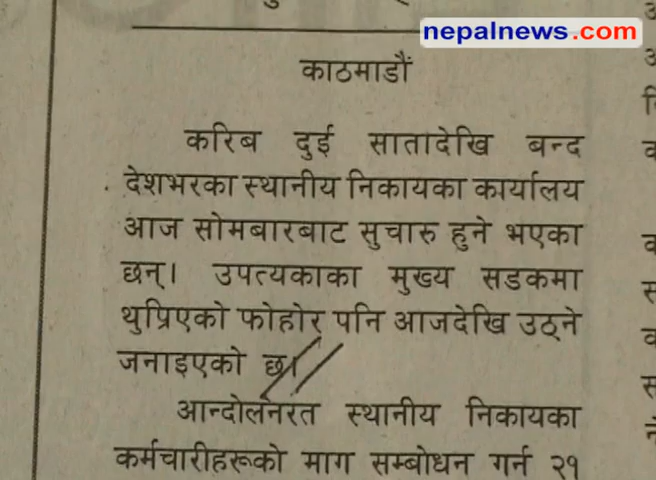 nepalnews.com
काठमाडौं
करिब दुई सातादेखि बन्द
देशभरका स्थानीय निकायका कार्यालय
आज सोमबारबाट सुचारु हुने भएका
छन्। उपत्यकाका मुख्य सडकमा
थुप्रिएको फोहोर पनि आजदेखि उठ्ने
जनाइएको छ।
आन्दोलनरत स्थानीय निकायका
कर्मचारीहरूको माग सम्बोधन गर्न २१